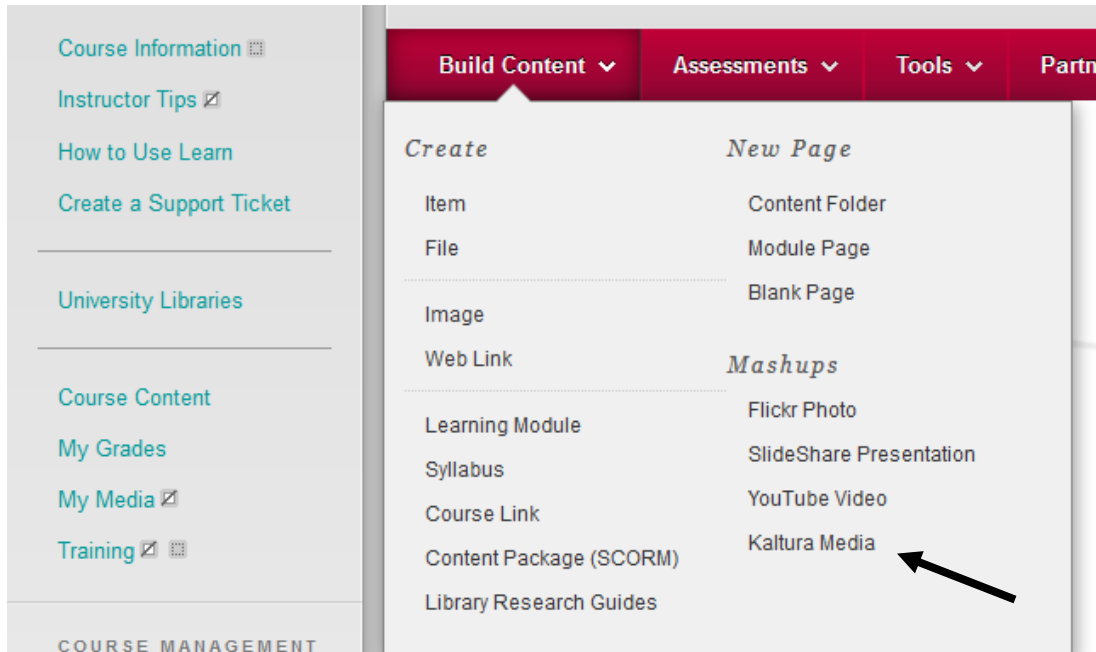 Course Information
Instructor Tips
How to Use Learn
Create a Support Ticket
University Libraries
Course Content
My Grades
My Media
Training
COURSE MANAGEMENT
Build Content
Assessments
Tools
Create
Item
File
Image
Web Link
Learning Module
Syllabus
Course Link
Content Package (SCORM)
Library Research Guides
New Page
Content Folder
Module Page
Blank Page
Mashups
Flickr Photo
SlideShare Presentation
YouTube Video
Kaltura Media